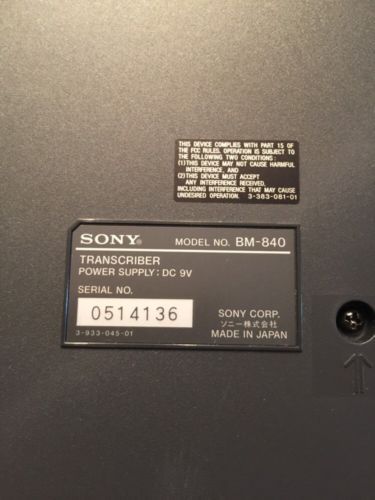 THIS DEVICE COMPLIES WITH PART 15 OF
THE FCC RULES. OPERATION IS SUBJECT TO
THE FOLLOWING TWO CONDITIONS:
(1)THIS DEVICE MAY NOT CAUSE HARMFUL
INTERFERENCE, AND
(2)THIS DEVICE MUST ACCEPT
ANY INTERFERENCE RECEIVED,
INCLUDING INTERFERENCE THAT MAY CAUSE
UNDESIRED OPERATION. 3-383-081-01
SONY® MODEL NO. BM-840
TRANSCRIBER
POWER SUPPLY: DC 9V
SERIAL NO.
0514136
SONY CORP.
ソニー株式会社
MADE IN JAPAN
3-933-045-01